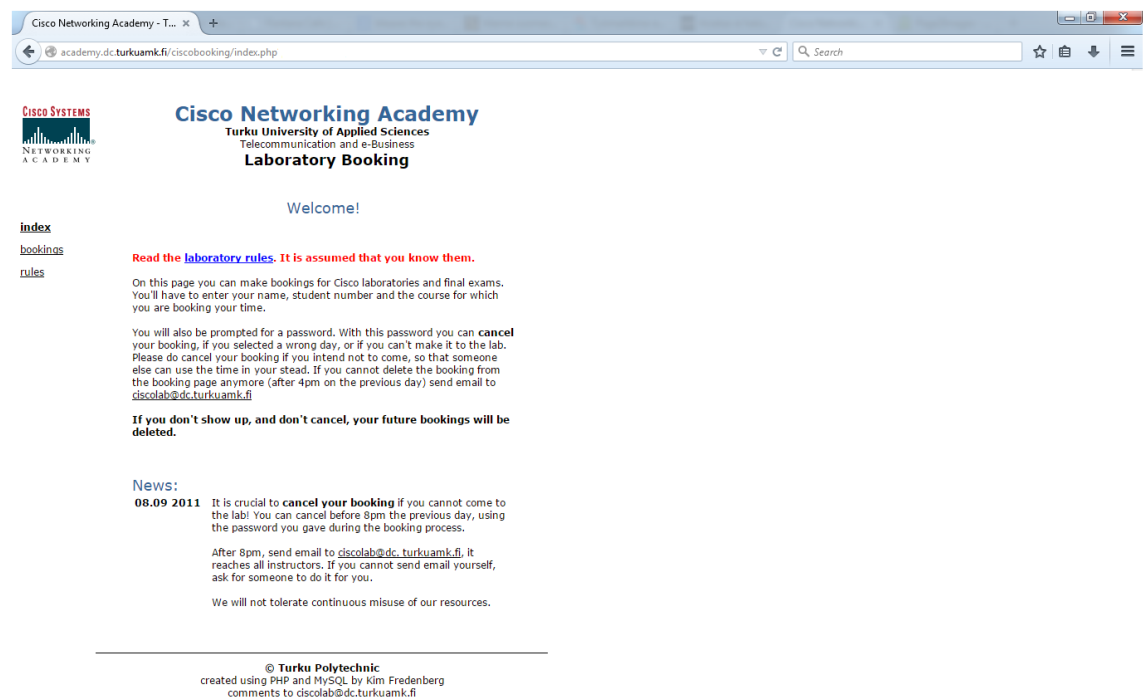 Cisco Networking Academy - T...
academy.dc.turkuamk.fi/ciscobooking/index.php
Search
CISCO SYSTEMS
NETWORKING
ACADEMY
Cisco Networking Academy
Turku University of Applied Sciences
Telecommunication and e-Business
Laboratory Booking
Welcome!
index
bookings
rules
Read the laboratory rules. It is assumed that you know them.
On this page you can make bookings for Cisco laboratories and final exams.
You'll have to enter your name, student number and the course for which
you are booking your time.
You will also be prompted for a password. With this password you can cancel
your booking, if you selected a wrong day, or if you can't make it to the lab.
Please do cancel your booking if you intend not to come, so that someone
else can use the time in your stead. If you cannot delete the booking from
the booking page anymore (after 4pm on the previous day) send email to
ciscolab@dc.turkuamk.fi
If you don't show up, and don't cancel, your future bookings will be
deleted.
News:
08.09 2011 It is crucial to cancel your booking if you cannot come to
the lab! You can cancel before 8pm the previous day, using
the password you gave during the booking process.
After 8pm, send email to ciscolab@dc. turkuamk.fi, it
reaches all instructors. If you cannot send email yourself,
ask for someone to do it for you.
We will not tolerate continuous misuse of our resources.
© Turku Polytechnic
created using PHP and MySQL by Kim Fredenberg
comments to ciscolab@dc.turkuamk.fi